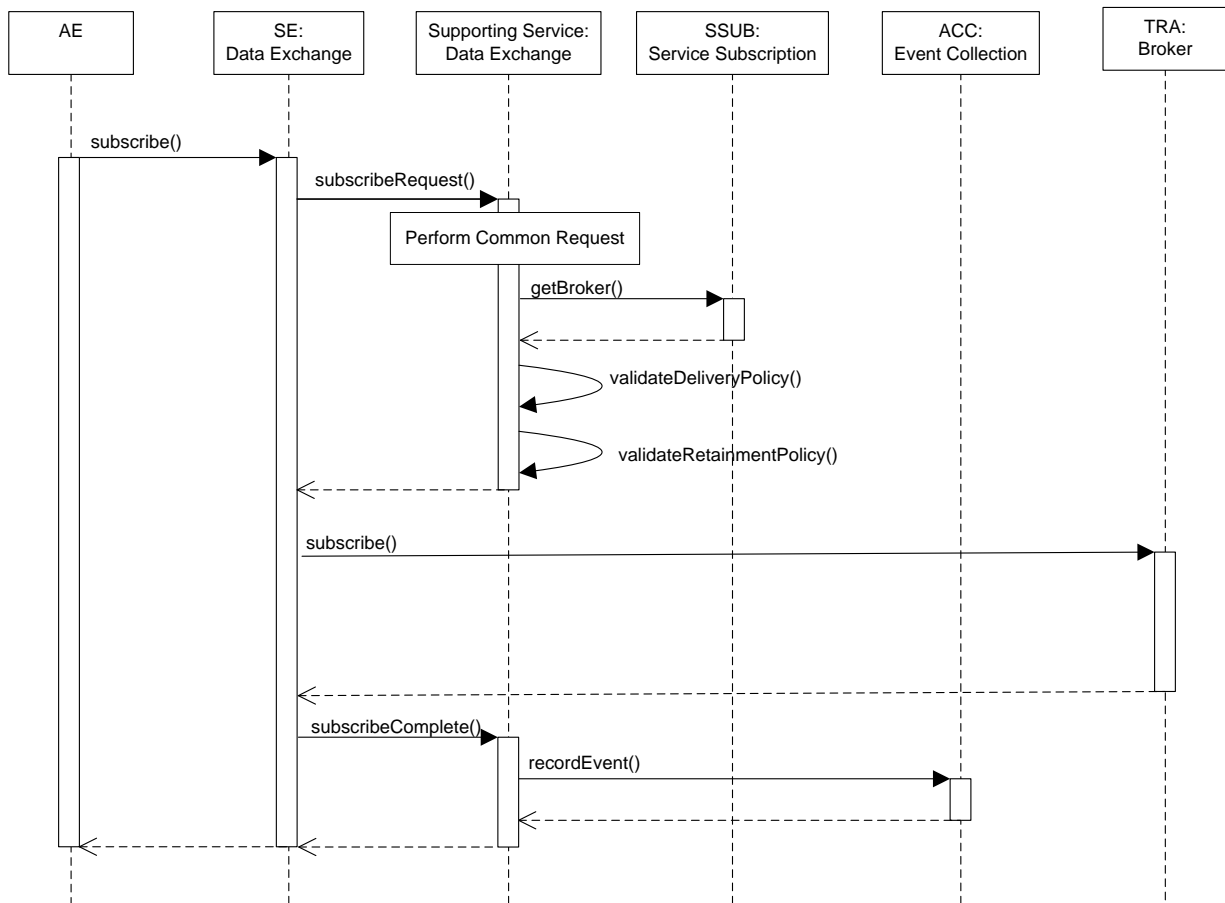 AE
SE:
Data Exchange
Supporting Service:
Data Exchange
SSUB:
Service Subscription
ACC:
Event Collection
TRA:
Broker
subscribe()
subscribeRequest()
Perform Common Request
getBroker()
validateDeliveryPolicy()
validateRetainmentPolicy()
subscribe()
subscribeComplete()
recordEvent()